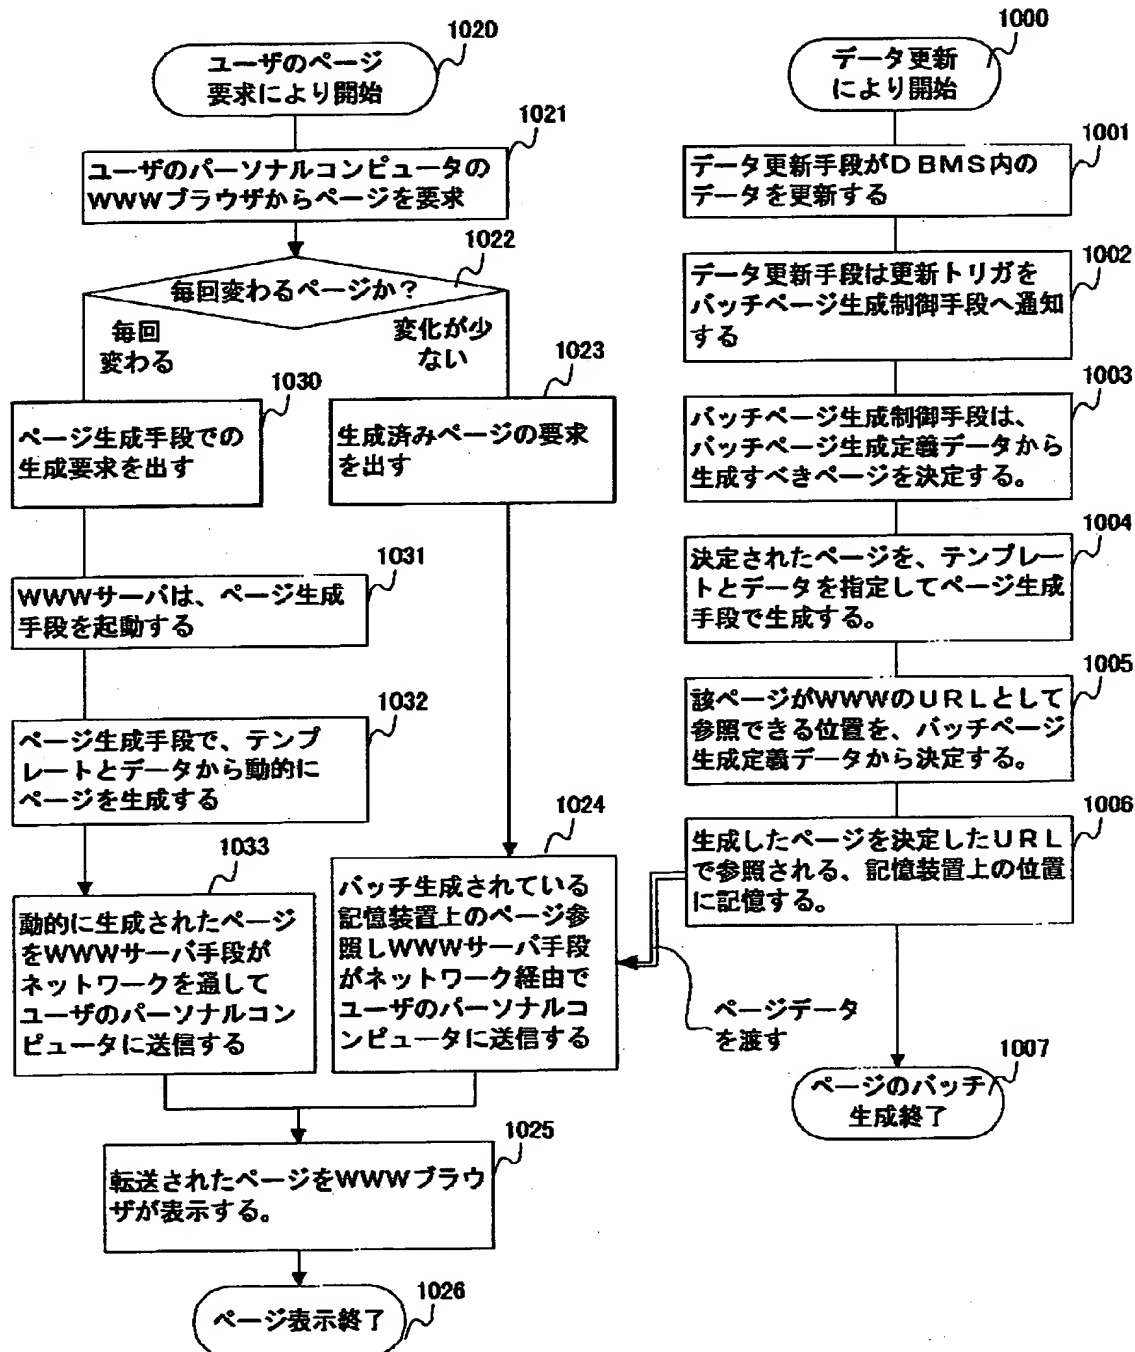 1020
ユーザのページ
要求により開始
1021
ユーザのパーソナルコンピュータの
WWWブラウザからページを要求
1022
毎回変わるページか？
毎回
変わる
変化が少
ない
1030
ページ生成手段での
生成要求を出す
1023
生成済みページの要求
を出す
1031
WWWサーバは、ページ生成
手段を起動する
1032
ページ生成手段で、テンプ
レートとデータから動的に
ページを生成する
1033
動的に生成されたページ
をWWWサーバ手段が
ネットワークを通して
ユーザのパーソナルコン
ピュータに送信する
1024
バッチ生成されている
記憶装置上のページ参
照しWWWサーバ手段
がネットワーク経由で
ユーザのパーソナルコ
ンピュータに送信する
1025
転送されたページをWWWブラウ
ザが表示する。
1026
ページ表示終了
1000
データ更新
により開始
1001
データ更新手段がDBMS内の
データを更新する
1002
データ更新手段は更新トリガを
バッチページ生成制御手段へ通知
する
1003
バッチページ生成制御手段は、
バッチページ生成定義データから
生成すべきページを決定する。
1004
決定されたページを、テンプレー
トとデータを指定してページ生成
手段で生成する。
1005
該ページがWWWのURLとして
参照できる位置を、バッチページ
生成定義データから決定する。
1006
生成したページを決定したURL
で参照される、記憶装置上の位置
に記憶する。
ページデータ
を渡す
1007
ページのバッチ
生成終了